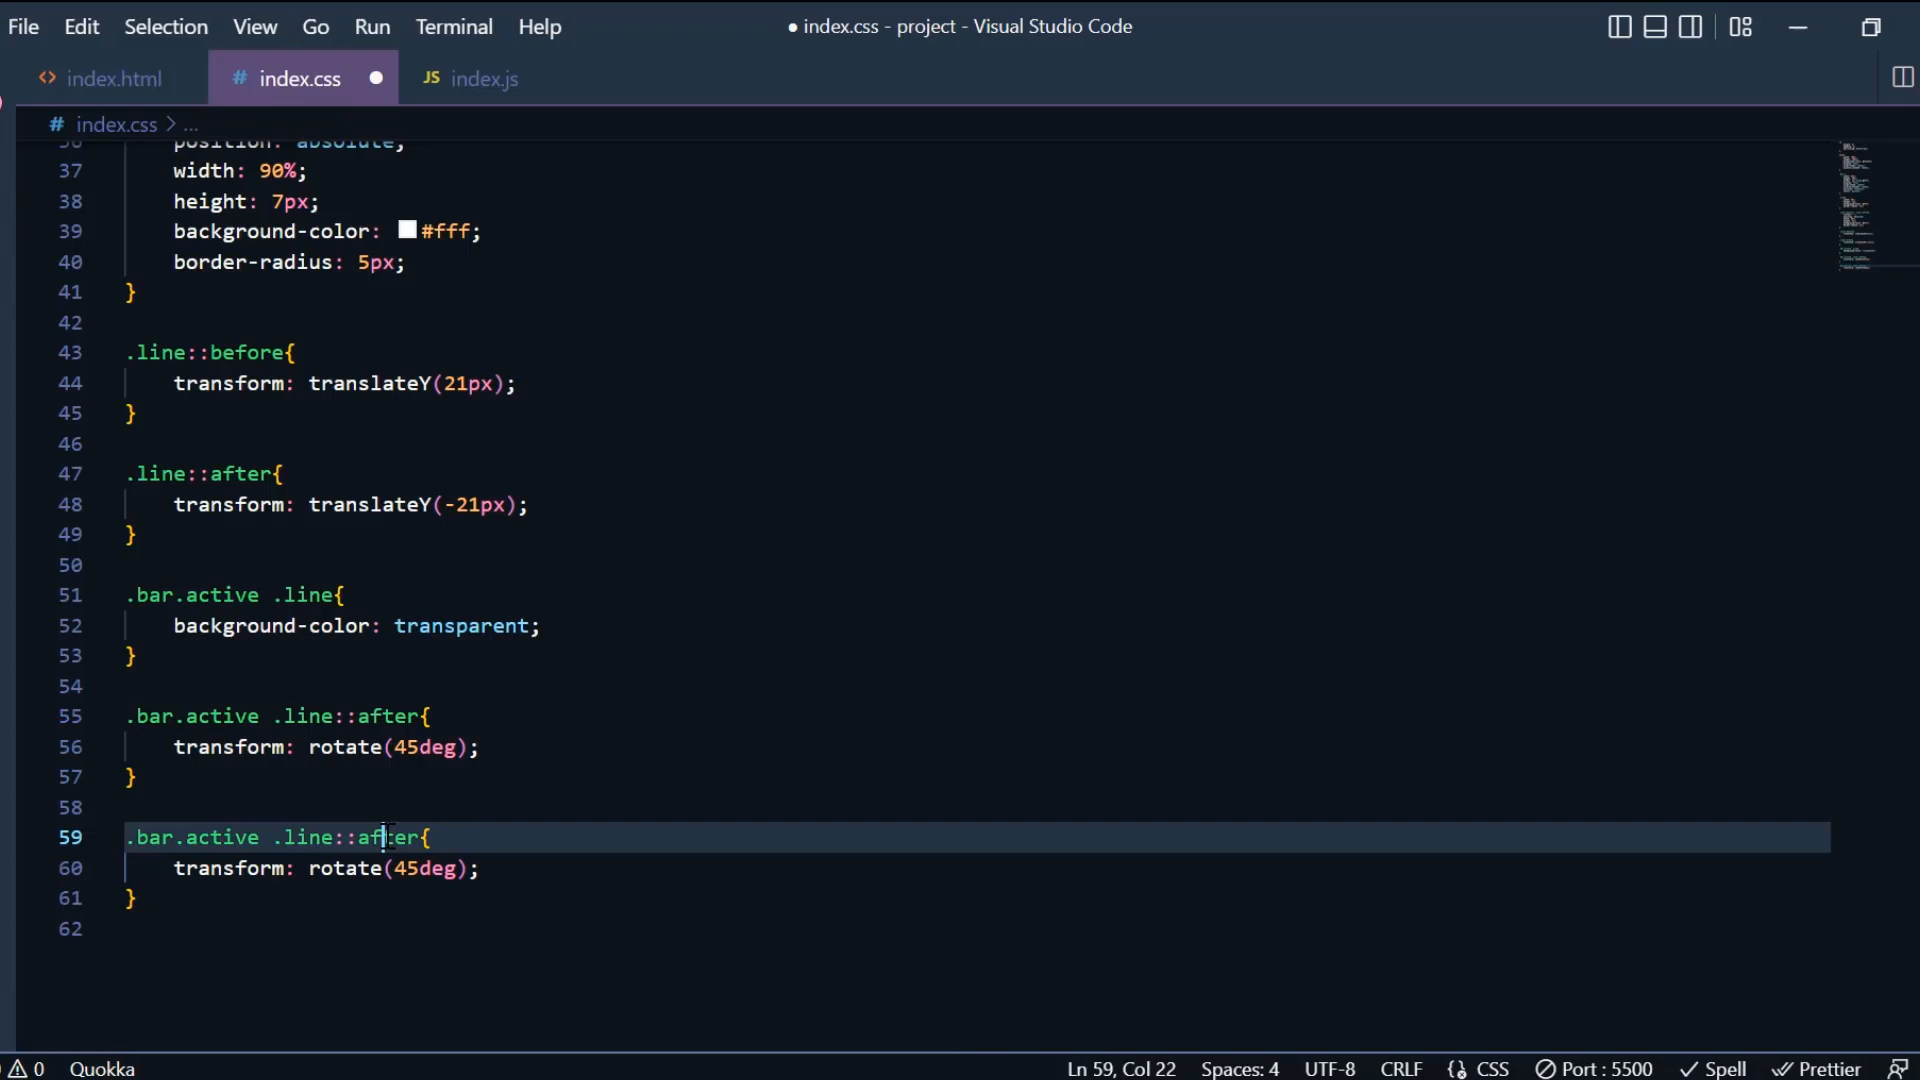 File Edit Selection View Go Run Terminal Help ● index.css - project - Visual Studio Code
<> index.html # index.css ● JS index.js
# index.css > ...
36 position: absolute;
37 width: 90%;
38 height: 7px;
39 background-color: #fff;
40 border-radius: 5px;
41 }
42
43 .line::before{
44 transform: translateY(21px);
45 }
46
47 .line::after{
48 transform: translateY(-21px);
49 }
50
51 .bar.active .line{
52 background-color: transparent;
53 }
54
55 .bar.active .line::after{
56 transform: rotate(45deg);
57 }
58
59 .bar.active .line::after{
60 transform: rotate(45deg);
61 }
62
0 Quokka Ln 59, Col 22 Spaces: 4 UTF-8 CRLF CSS Port : 5500 Spell Prettier